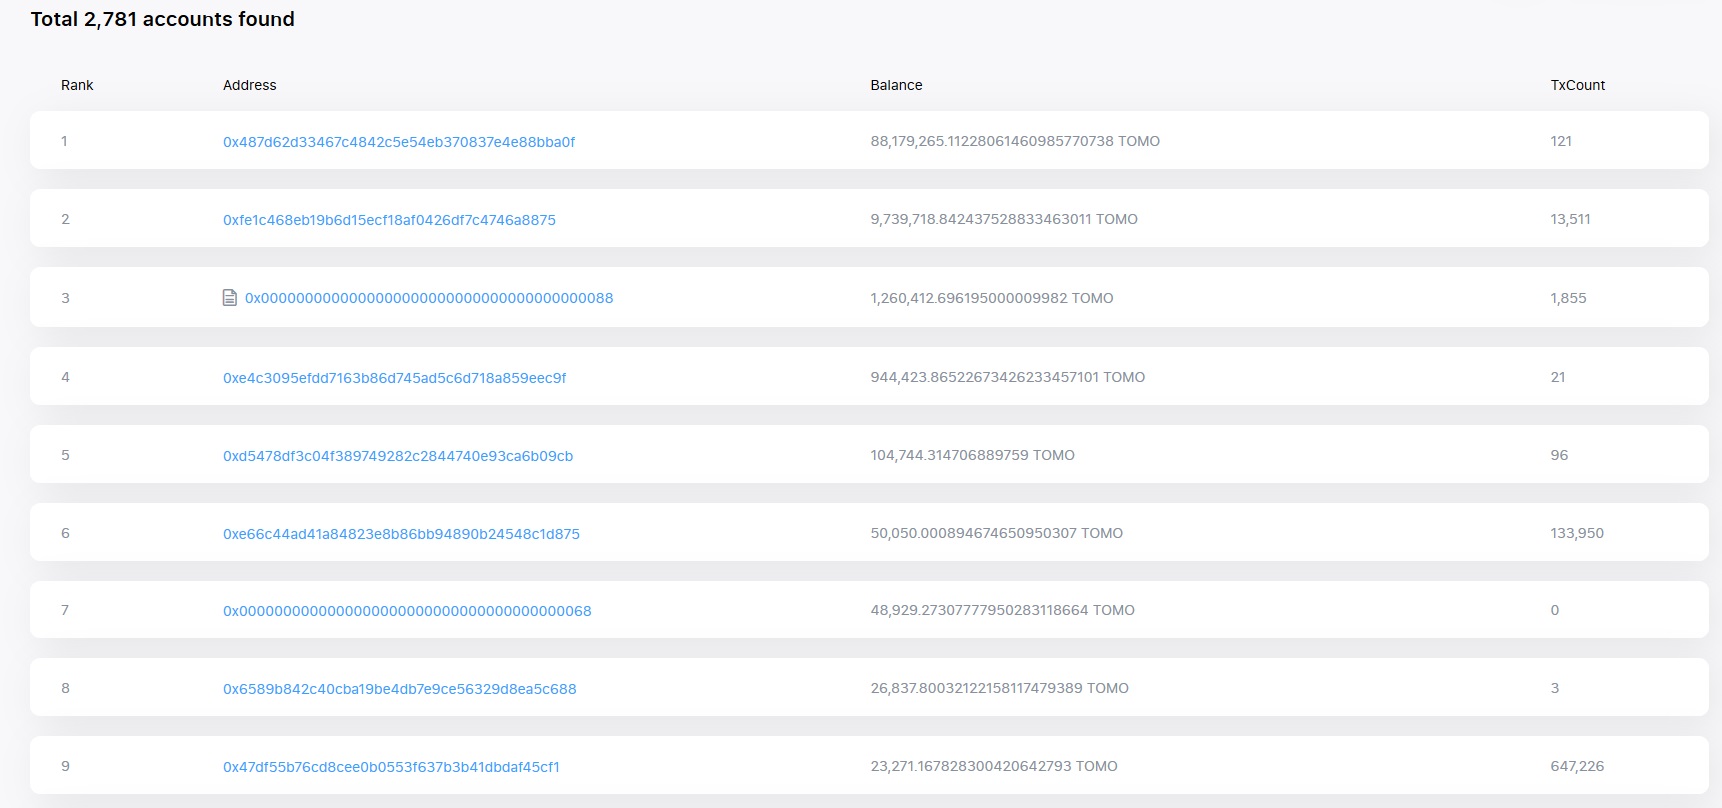 Total 2,781 accounts found
Rank Address Balance TxCount
1 0x487d62d33467c4842c5e54eb370837e4e88bba0f 88,179,265.11228061460985770738 TOMO 121
2 0xfe1c468eb19b6d15ecf18af0426df7c4746a8875 9,739,718.842437528833463011 TOMO 13,511
3 0x0000000000000000000000000000000000000088 1,260,412.696195000009982 TOMO 1,855
4 0xe4c3095efdd7163b86d745ad5c6d718a859eec9f 944,423.86522673426233457101 TOMO 21
5 0xd5478df3c04f389749282c2844740e93ca6b09cb 104,744.314706889759 TOMO 96
6 0xe66c44ad41a84823e8b86bb94890b24548c1d875 50,050.000894674650950307 TOMO 133,950
7 0x0000000000000000000000000000000000000068 48,929.27307777950283118664 TOMO 0
8 0x6589b842c40cba19be4db7e9ce56329d8ea5c688 26,837.80032122158117479389 TOMO 3
9 0x47df55b76cd8cee0b0553f637b3b41dbdaf45cf1 23,271.167828300420642793 TOMO 647,226